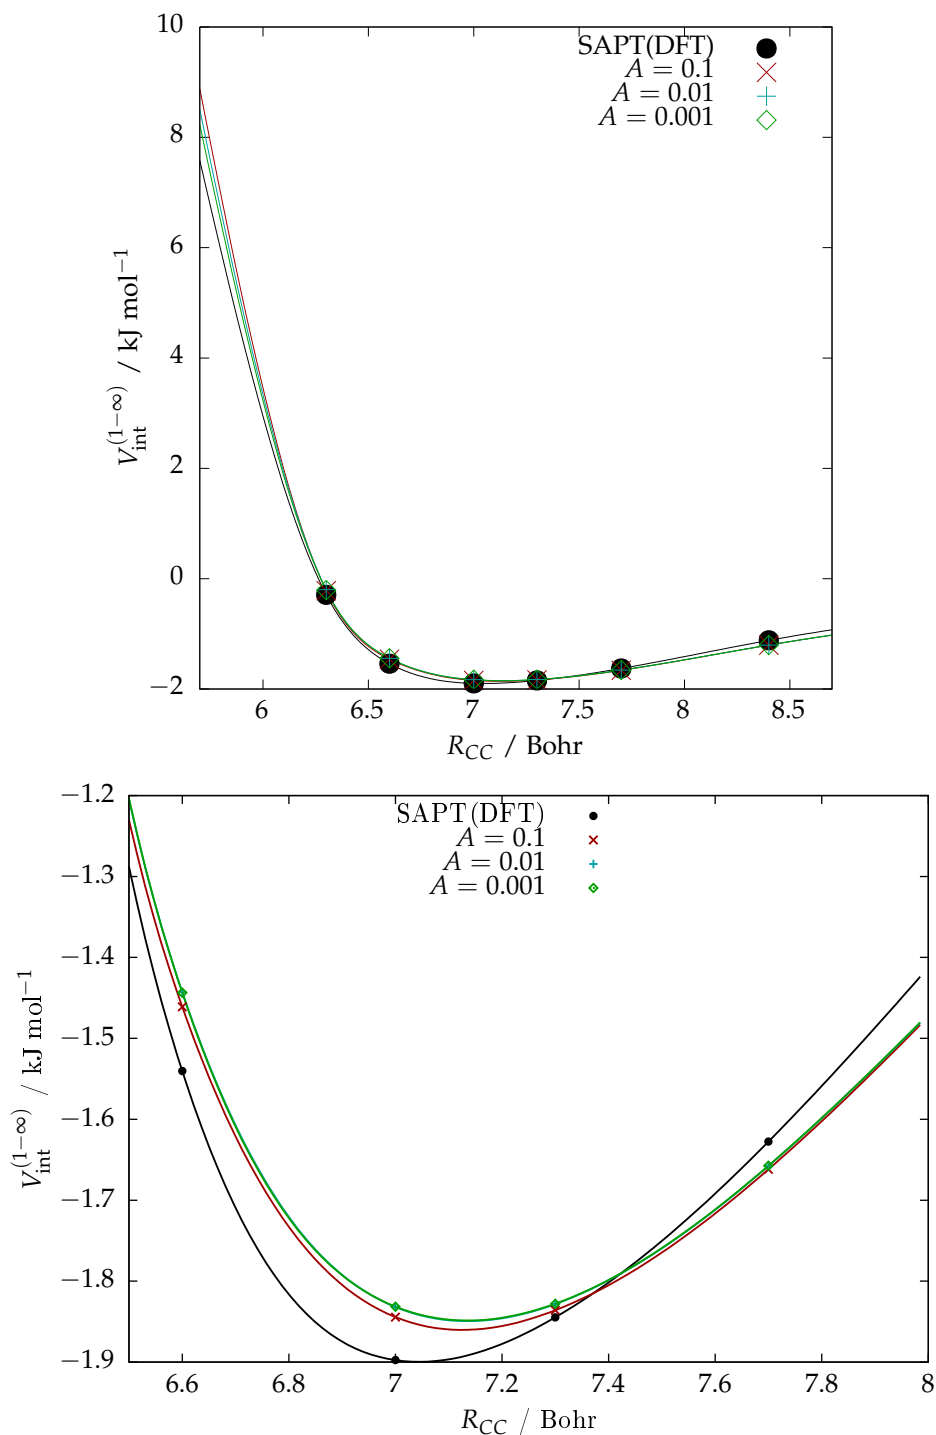 10
8
6
4
2
0
−2
SAPT(DFT)
A = 0.1
A = 0.01
A = 0.001
V_int^(1−∞) / kJ mol^−1
6
6.5
7
7.5
8
8.5
R_CC / Bohr
−1.2
−1.3
−1.4
−1.5
−1.6
−1.7
−1.8
−1.9
SAPT(DFT)
A = 0.1
A = 0.01
A = 0.001
V_int^(1−∞) / kJ mol^−1
6.6
6.8
7
7.2
7.4
7.6
7.8
8
R_CC / Bohr